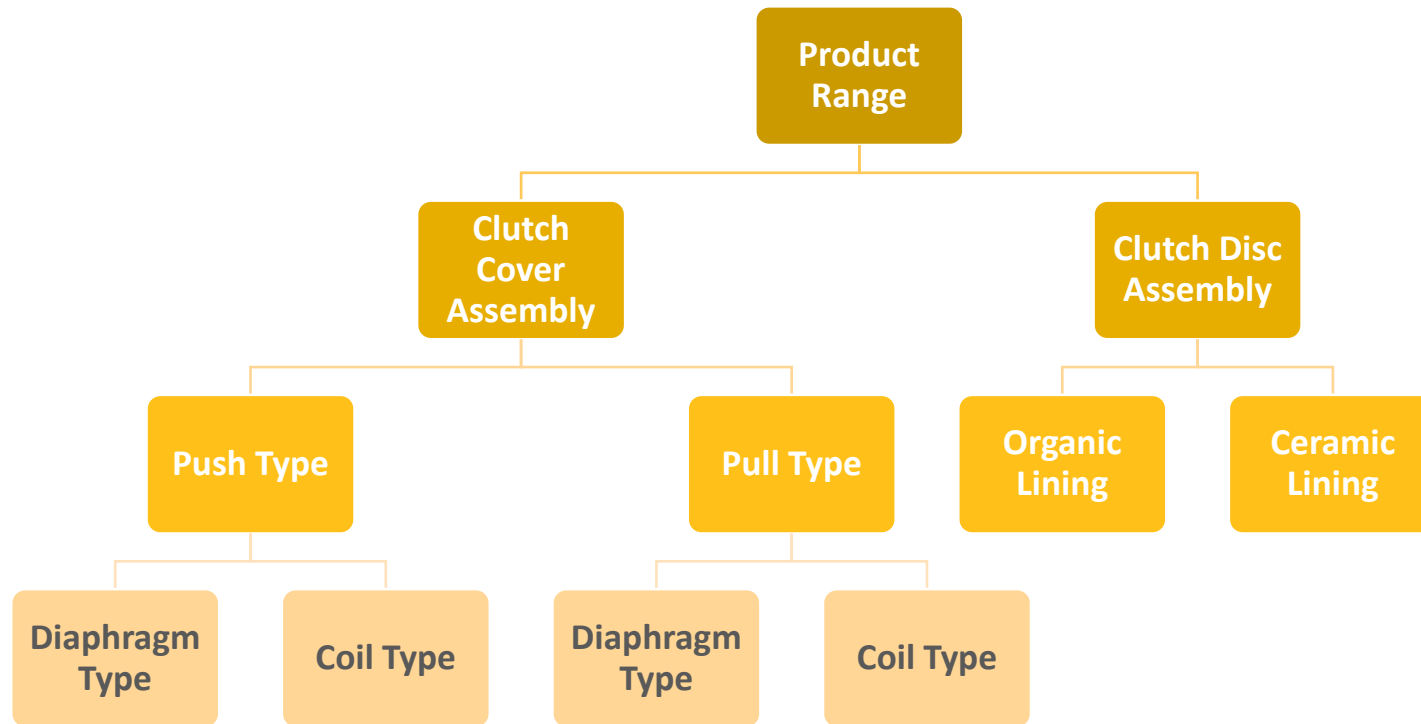 Product
Range
Clutch
Cover
Assembly
Clutch Disc
Assembly
Push Type
Pull Type
Organic
Lining
Ceramic
Lining
Diaphragm
Type
Coil Type
Diaphragm
Type
Coil Type